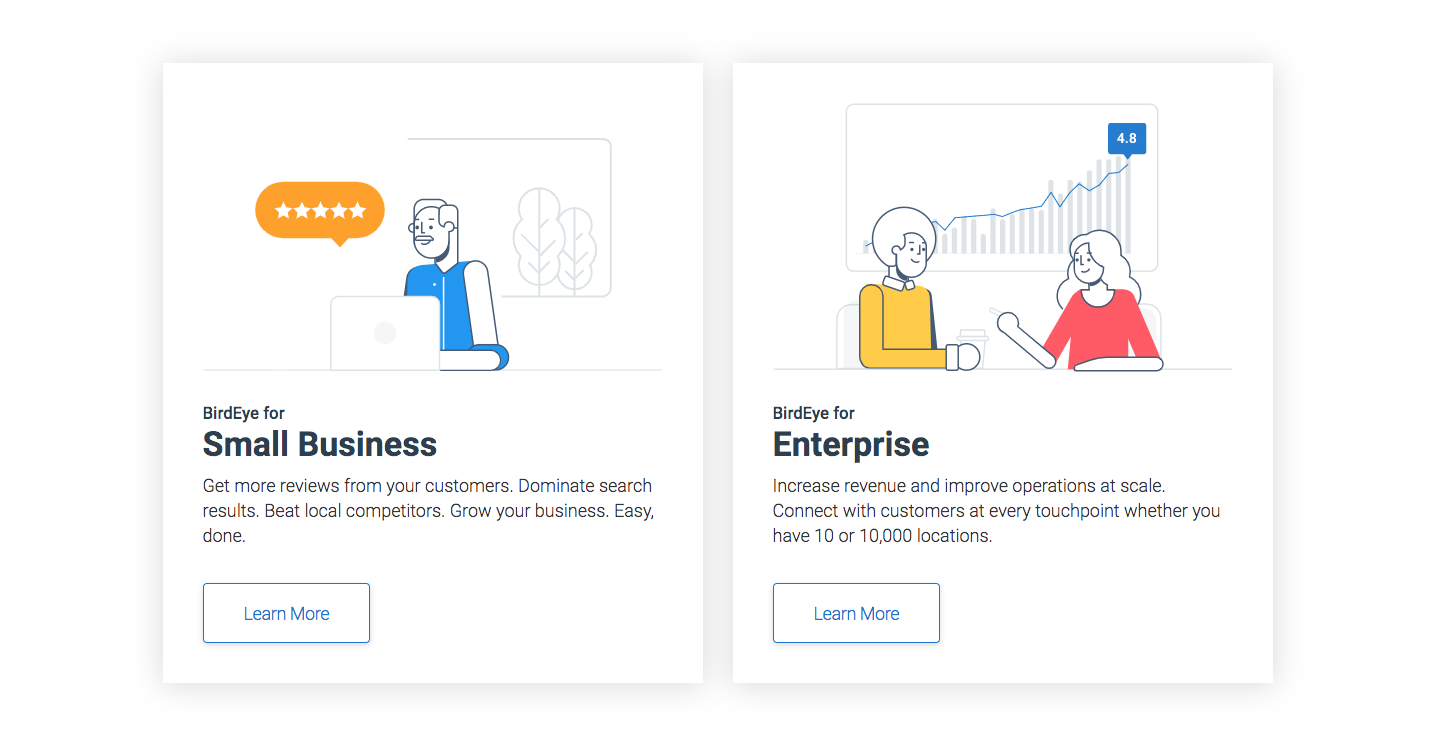 BirdEye for
Small Business
Get more reviews from your customers. Dominate search
results. Beat local competitors. Grow your business. Easy,
done.
Learn More
4.8
BirdEye for
Enterprise
Increase revenue and improve operations at scale.
Connect with customers at every touchpoint whether you
have 10 or 10,000 locations.
Learn More